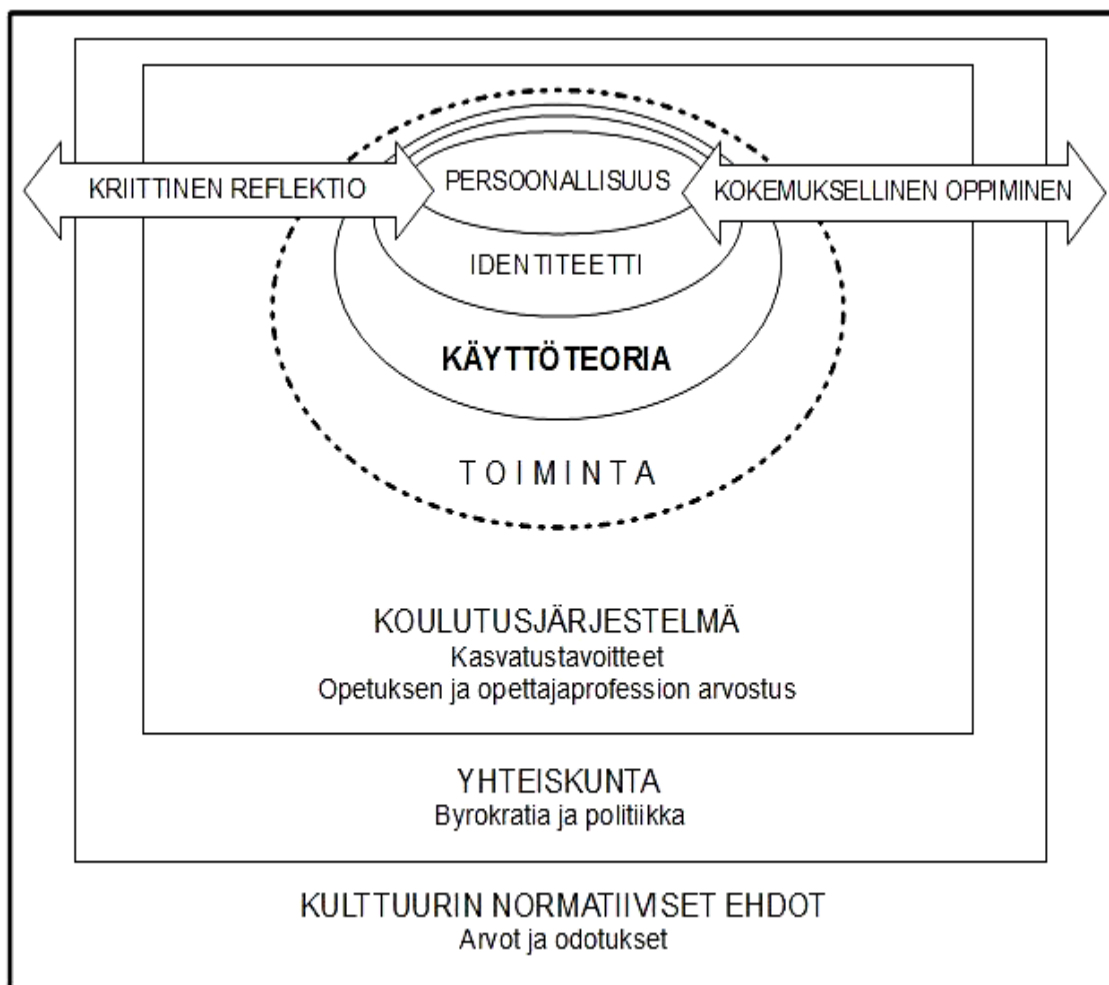 KRIITTINEN REFLEKTIO
PERSOONALLISUUS
KOKEMUKSELLINEN OPPIMINEN
IDENTITEETTI
KÄYTTÖTEORIA
TOIMINTA
KOULUTUSJÄRJESTELMÄ
Kasvatustavoitteet
Opetuksen ja opettajaprofession arvostus
YHTEISKUNTA
Byrokratia ja politiikka
KULTTUURIN NORMATIIVISET EHDOT
Arvot ja odotukset